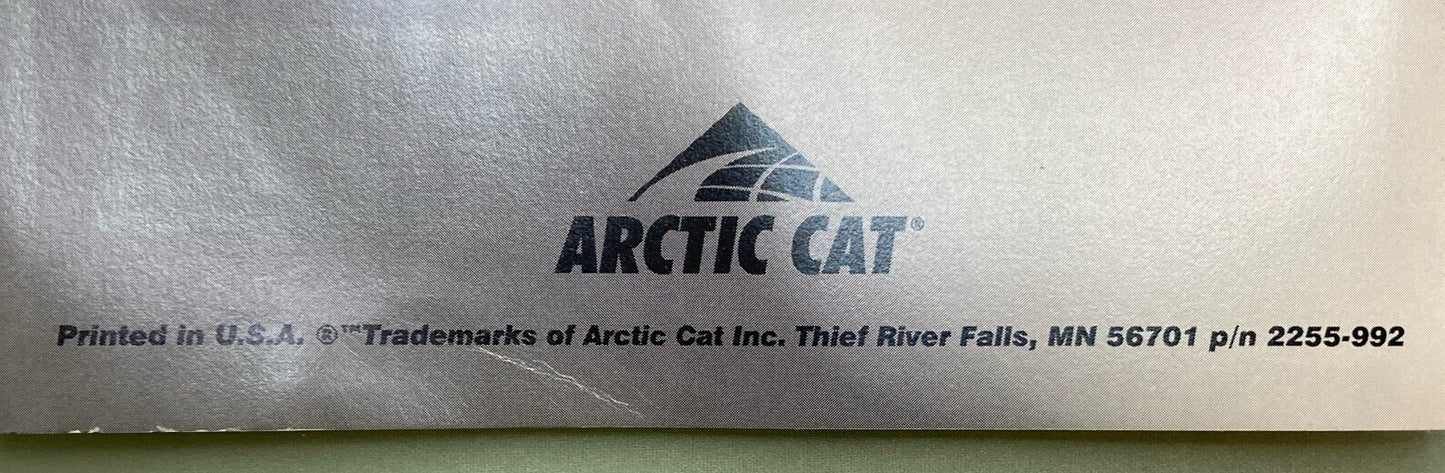 ARCTIC CAT®
Printed in U.S.A. ®™Trademarks of Arctic Cat Inc. Thief River Falls, MN 56701 p/n 2255-992